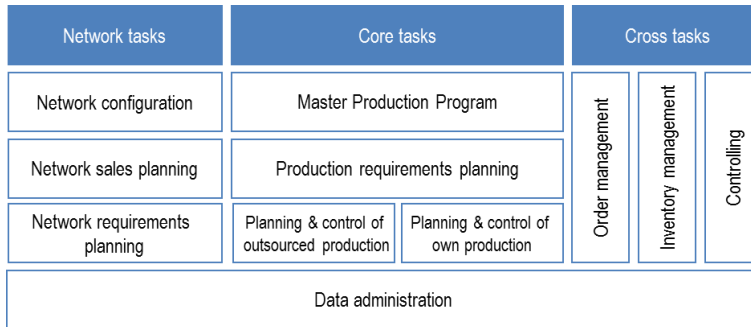 Network tasks
Core tasks
Cross tasks
Network configuration
Master Production Program
Network sales planning
Production requirements planning
Network requirements
planning
Planning & control of
outsourced production
Planning & control of
own production
Order management
Inventory management
Controlling
Data administration